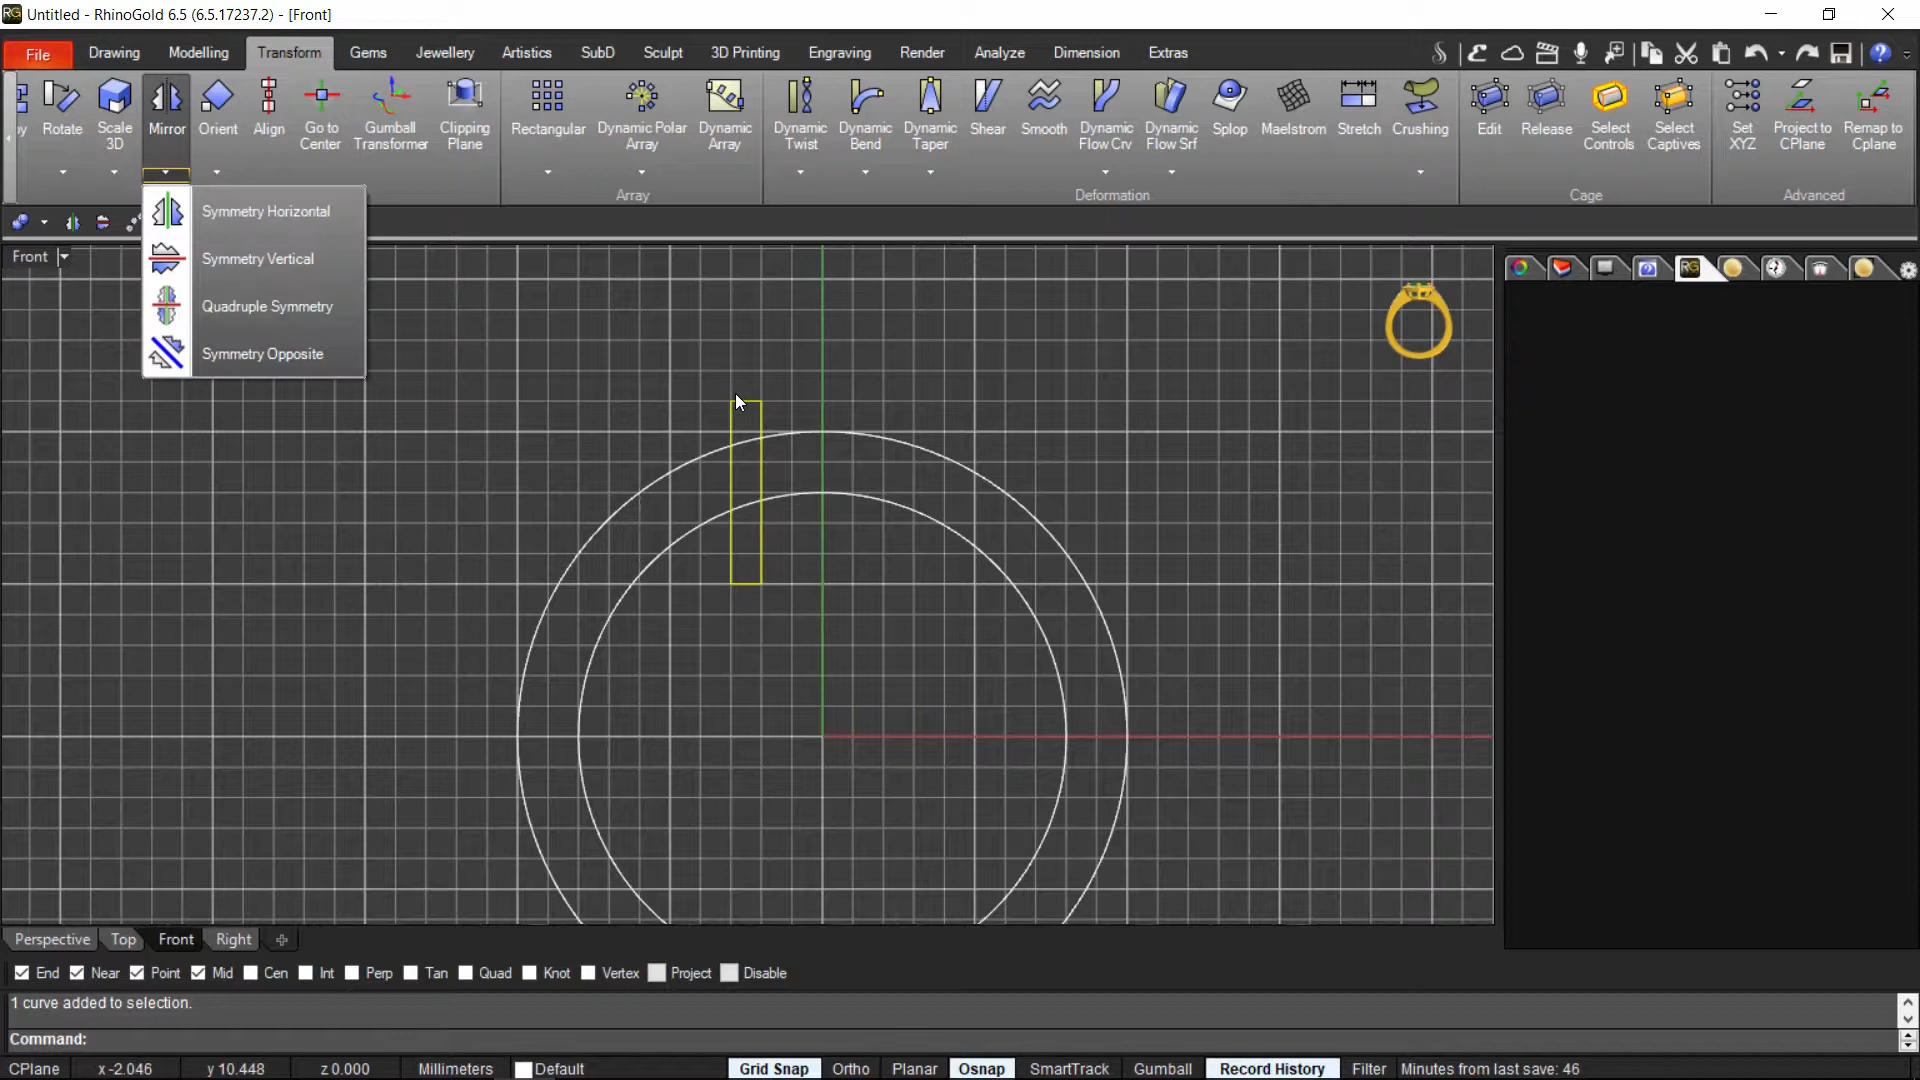 Untitled - RhinoGold 6.5 (6.5.17237.2) - [Front]
File Drawing Modelling Transform Gems Jewellery Artistics SubD Sculpt 3D Printing Engraving Render Analyze Dimension Extras
Rotate Scale 3D Mirror Orient Align Go to Center Gumball Transformer Clipping Plane Rectangular Dynamic Polar Array Dynamic Array Dynamic Twist Dynamic Bend Dynamic Taper Shear Smooth Dynamic Flow Crv Dynamic Flow Srf Splop Maelstrom Stretch Crushing Edit Release Select Controls Select Captives Set XYZ Project to CPlane Remap to Cplane
Array Deformation Cage Advanced
Symmetry Horizontal
Symmetry Vertical
Quadruple Symmetry
Symmetry Opposite
Front
Perspective Top Front Right
End Near Point Mid Cen Int Perp Tan Quad Knot Vertex Project Disable
1 curve added to selection.
Command:
CPlane x -2.046 y 10.448 z 0.000 Millimeters Default Grid Snap Ortho Planar Osnap SmartTrack Gumball Record History Filter Minutes from last save: 46